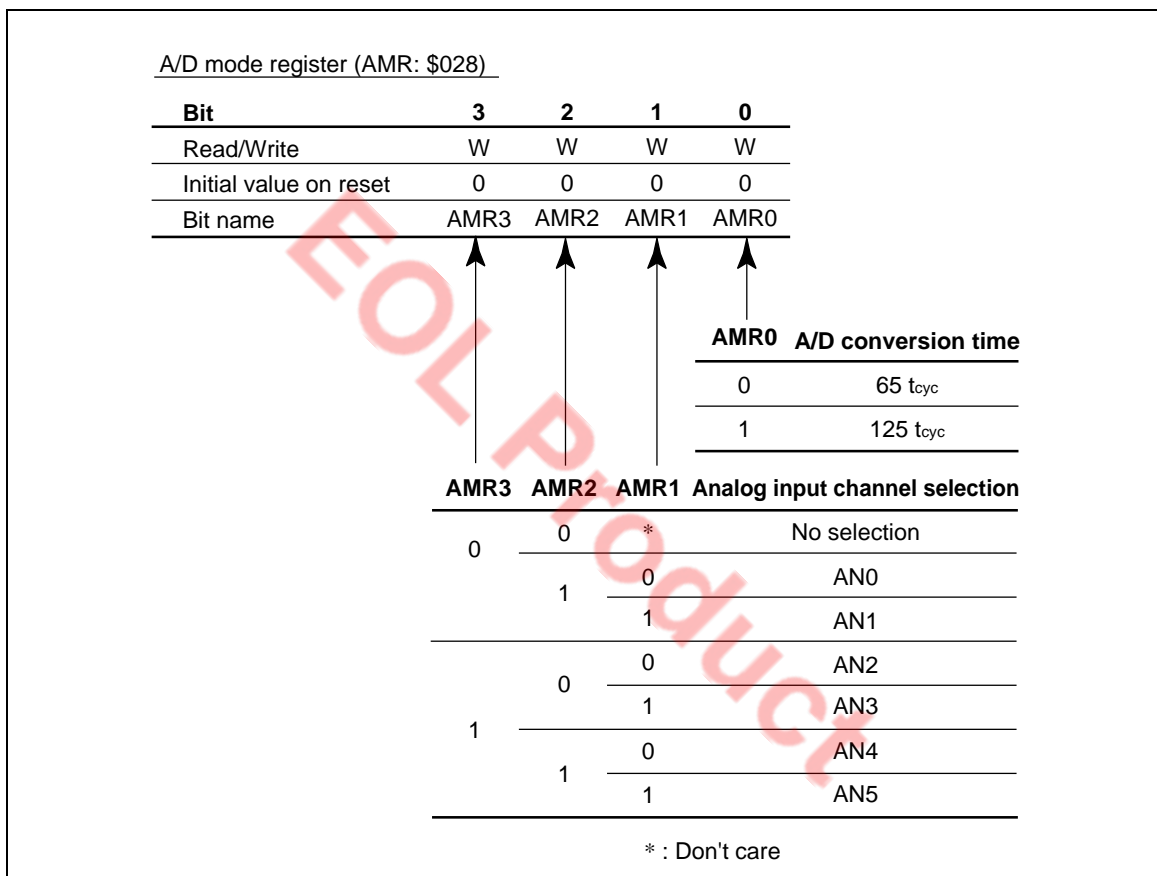 A/D mode register (AMR: $028)
Bit 3 2 1 0
Read/Write W W W W
Initial value on reset 0 0 0 0
Bit name AMR3 AMR2 AMR1 AMR0
AMR0 A/D conversion time
0 65 tcyc
1 125 tcyc
AMR3 AMR2 AMR1 Analog input channel selection
0 0 * No selection
1 0 AN0
1 AN1
1 0 0 AN2
1 AN3
1 0 AN4
1 AN5
* : Don't care
EOL Product